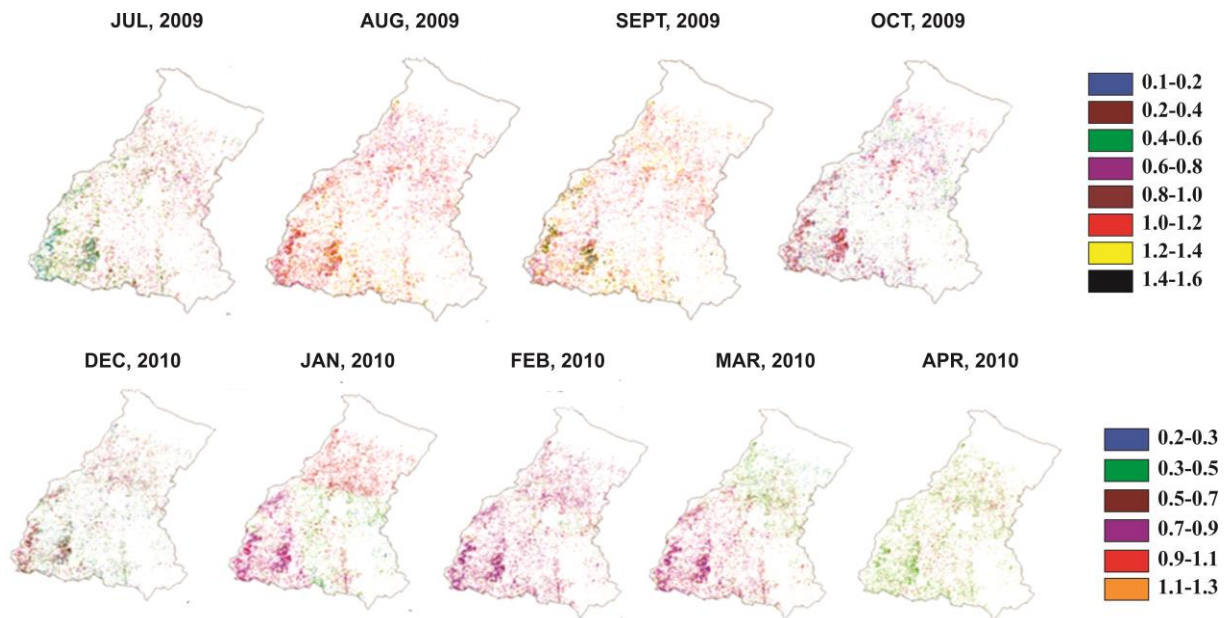 JUL, 2009
AUG, 2009
SEPT, 2009
OCT, 2009
0.1-0.2
0.2-0.4
0.4-0.6
0.6-0.8
0.8-1.0
1.0-1.2
1.2-1.4
1.4-1.6
DEC, 2010
JAN, 2010
FEB, 2010
MAR, 2010
APR, 2010
0.2-0.3
0.3-0.5
0.5-0.7
0.7-0.9
0.9-1.1
1.1-1.3